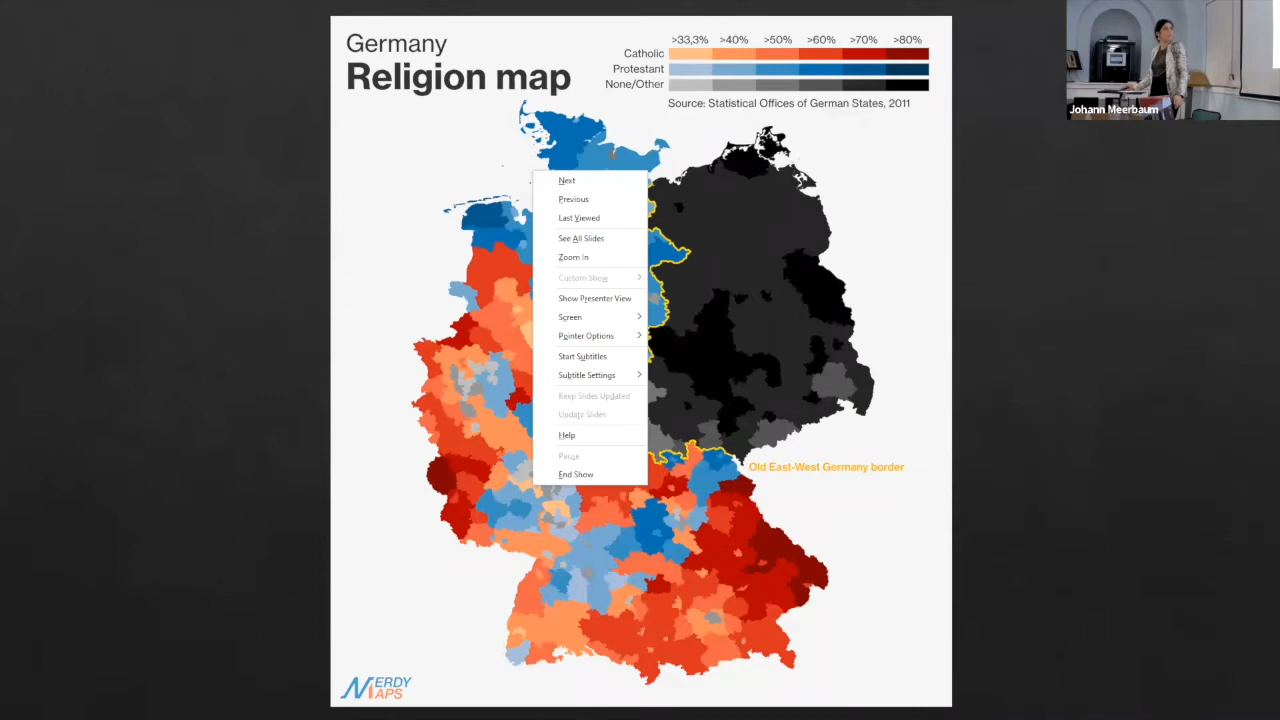 Germany
Religion map
>33,3% >40% >50% >60% >70% >80%
Catholic
Protestant
None/Other
Source: Statistical Offices of German States, 2011
Johann Meerbaum
Next
Previous
Last Viewed
See All Slides
Zoom In
Custom Show
Show Presenter View
Screen
Pointer Options
Start Subtitles
Subtitle Settings
Keep Slides Updated
Update Slides
Help
Pause
End Show
Old East-West Germany border
NERDY
MAPS